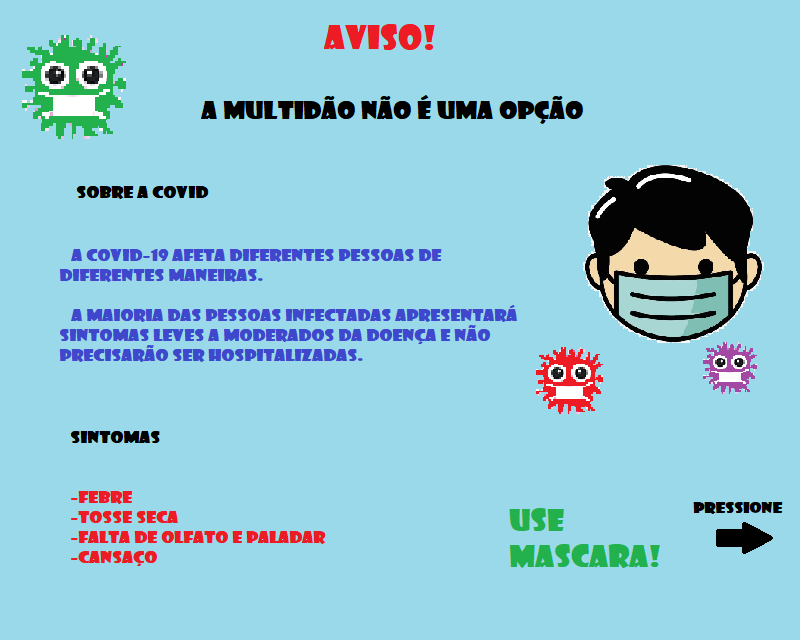 AVISO!
A MULTIDÃO NÃO É UMA OPÇÃO
SOBRE A COVID
A COVID-19 AFETA DIFERENTES PESSOAS DE
DIFERENTES MANEIRAS.
A MAIORIA DAS PESSOAS INFECTADAS APRESENTARÁ
SINTOMAS LEVES A MODERADOS DA DOENÇA E NÃO
PRECISARÃO SER HOSPITALIZADAS.
SINTOMAS
-FEBRE
-TOSSE SECA
-FALTA DE OLFATO E PALADAR
-CANSAÇO
USE
MASCARA!
PRESSIONE